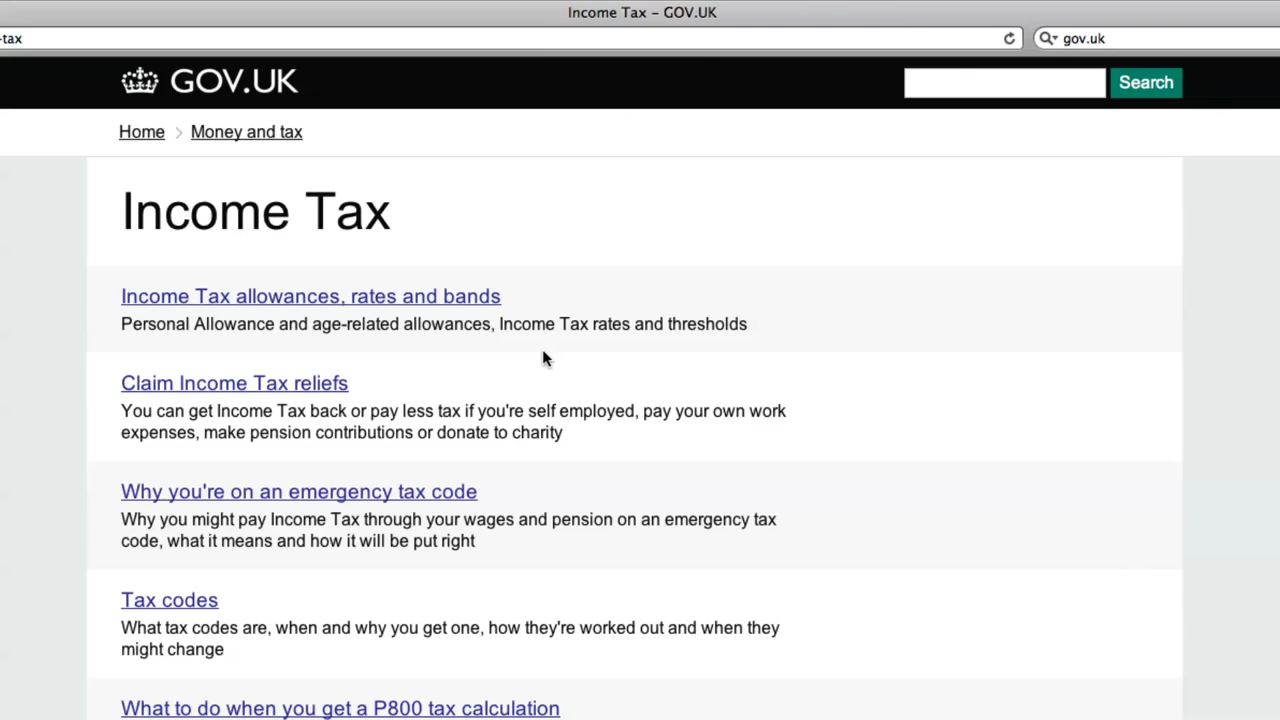 Income Tax – GOV.UK
-tax
gov.uk
GOV.UK
Search
Home
Money and tax
Income Tax
Income Tax allowances, rates and bands
Personal Allowance and age-related allowances, Income Tax rates and thresholds
Claim Income Tax reliefs
You can get Income Tax back or pay less tax if you're self employed, pay your own work
expenses, make pension contributions or donate to charity
Why you're on an emergency tax code
Why you might pay Income Tax through your wages and pension on an emergency tax
code, what it means and how it will be put right
Tax codes
What tax codes are, when and why you get one, how they're worked out and when they
might change
What to do when you get a P800 tax calculation